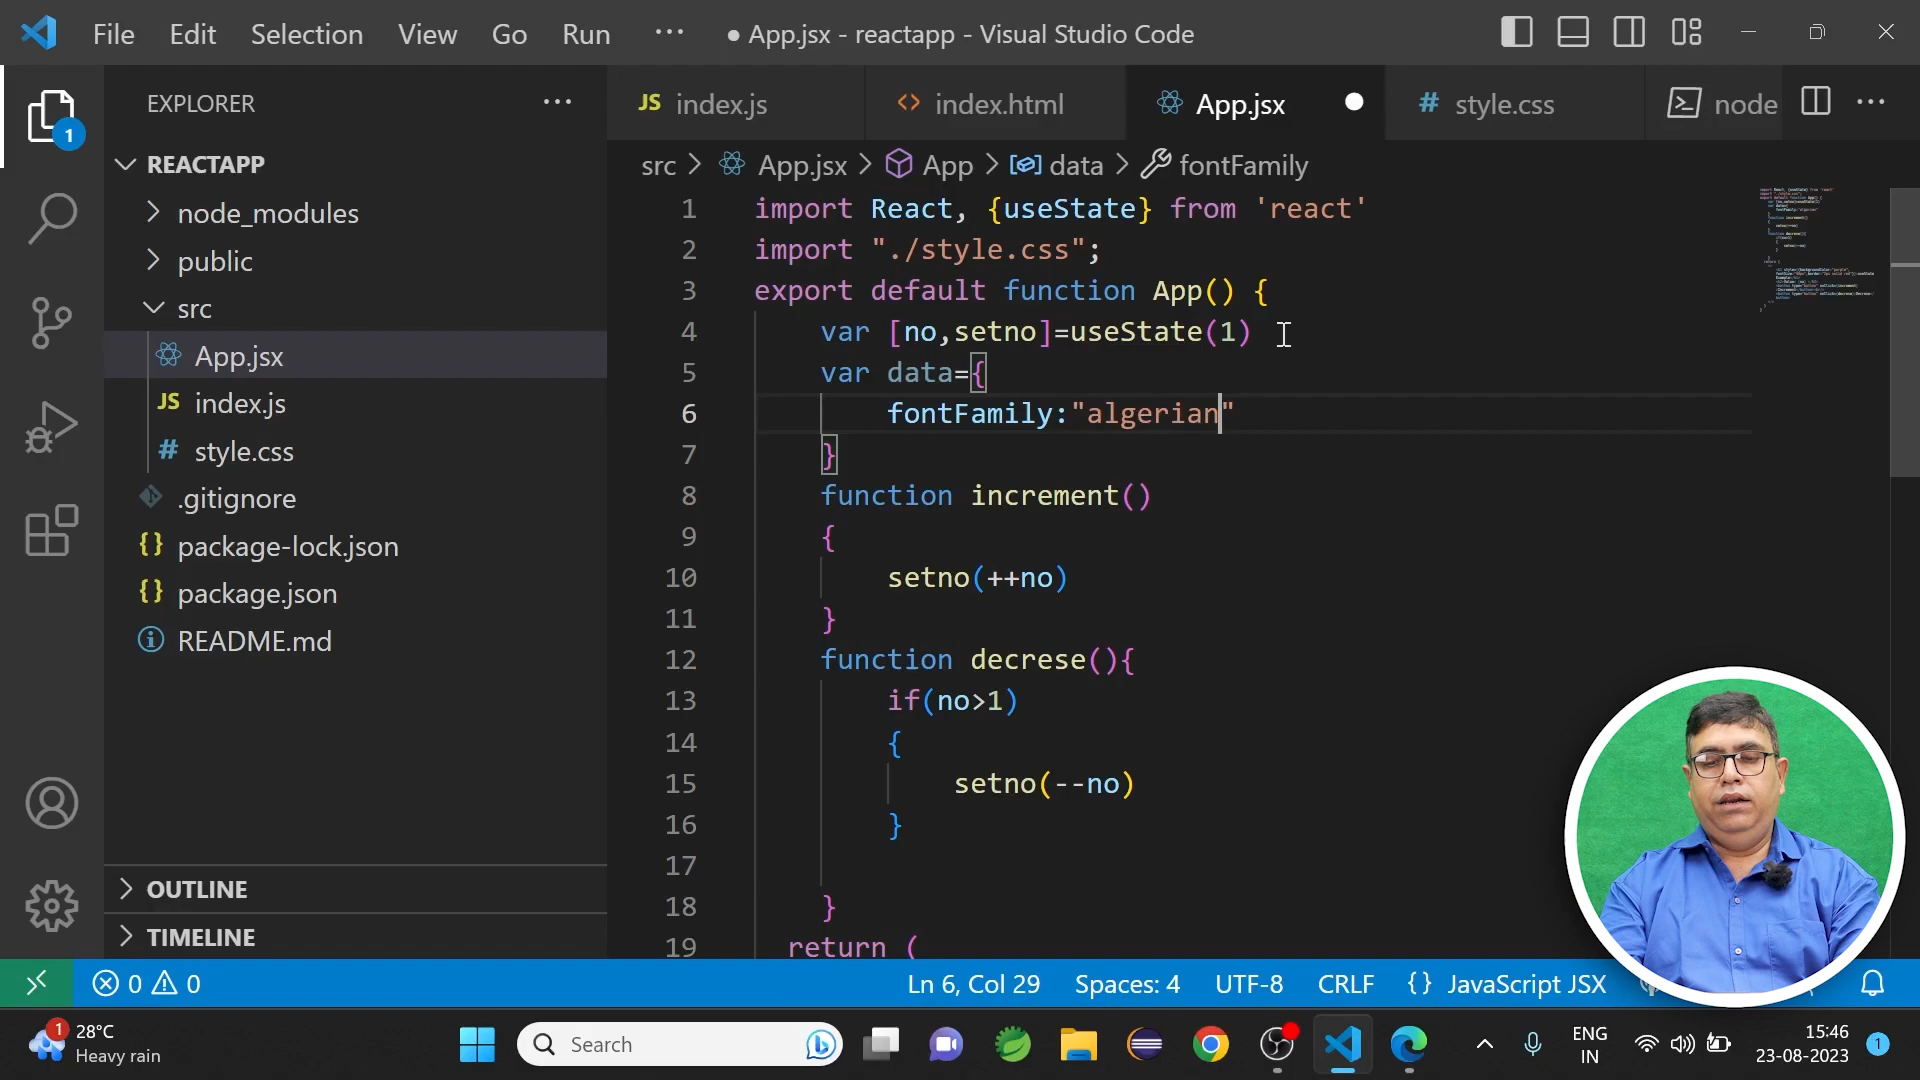 File Edit Selection View Go Run ··· ● App.jsx - reactapp - Visual Studio Code
EXPLORER ···
JS index.js
<> index.html
App.jsx ●
# style.css
node ···
1
REACTAPP
node_modules
public
src
App.jsx
JS index.js
# style.css
.gitignore
{} package-lock.json
{} package.json
README.md
OUTLINE
TIMELINE
src > App.jsx > App > data > fontFamily
1 import React, {useState} from 'react'
2 import "./style.css";
3 export default function App() {
4 var [no,setno]=useState(1)
5 var data={
6 fontFamily:"algerian"
7 }
8 function increment()
9 {
10 setno(++no)
11 }
12 function decrese(){
13 if(no>1)
14 {
15 setno(--no)
16 }
17
18 }
19 return (
0 0 Ln 6, Col 29 Spaces: 4 UTF-8 CRLF {} JavaScript JSX
1 28°C
Heavy rain
Search
ENG
IN
15:46
23-08-2023
1